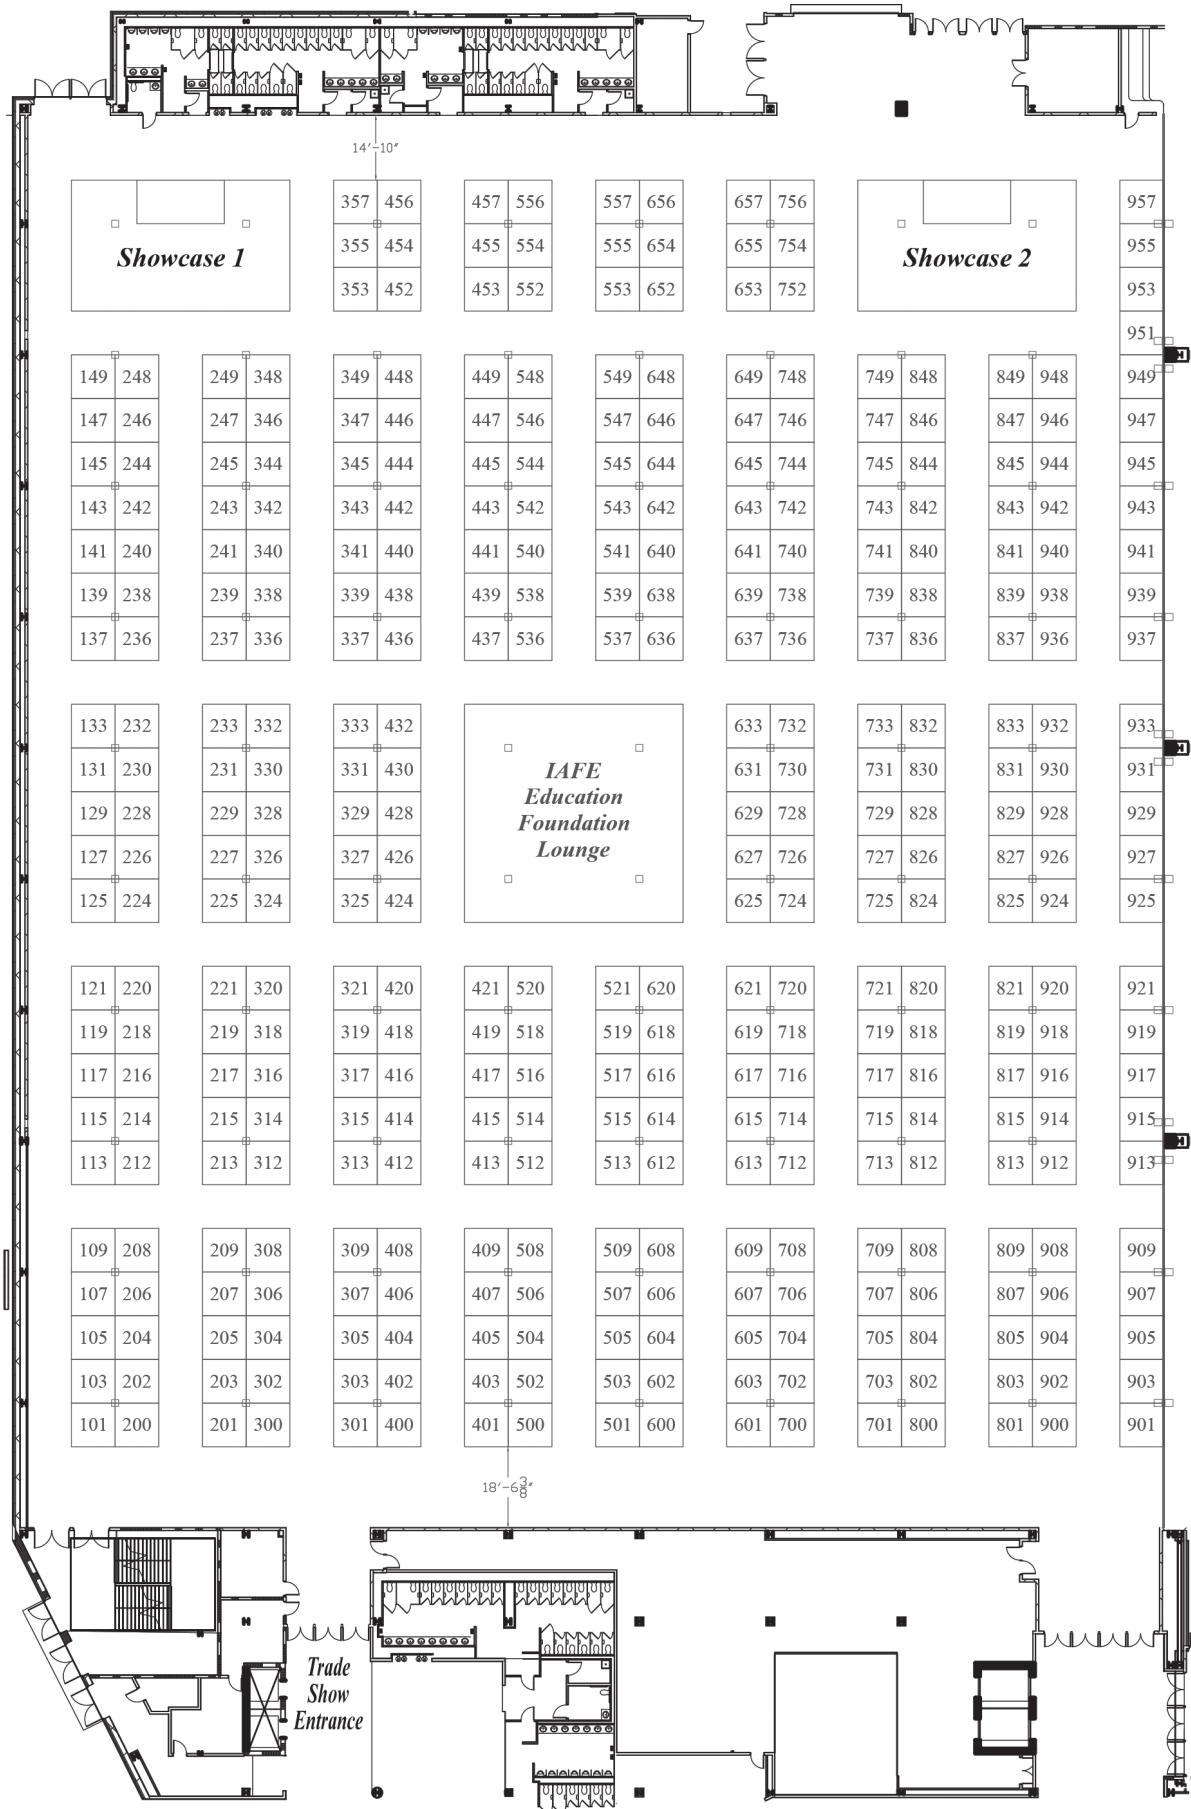 14'-10"
357 456 457 556 557 656 657 756 957
Showcase 1 355 454 455 554 555 654 655 754 Showcase 2 955
353 452 453 552 553 652 653 752 953
951
149 248 249 348 349 448 449 548 549 648 649 748 749 848 849 948 949
147 246 247 346 347 446 447 546 547 646 647 746 747 846 847 946 947
145 244 245 344 345 444 445 544 545 644 645 744 745 844 845 944 945
143 242 243 342 343 442 443 542 543 642 643 742 743 842 843 942 943
141 240 241 340 341 440 441 540 541 640 641 740 741 840 841 940 941
139 238 239 338 339 438 439 538 539 638 639 738 739 838 839 938 939
137 236 237 336 337 436 437 536 537 636 637 736 737 836 837 936 937
133 232 233 332 333 432 633 732 733 832 833 932 933
131 230 231 330 331 430 IAFE 631 730 731 830 831 930 931
Education
129 228 229 328 329 428 Foundation 629 728 729 828 829 928 929
127 226 227 326 327 426 Lounge 627 726 727 826 827 926 927
125 224 225 324 325 424 625 724 725 824 825 924 925
121 220 221 320 321 420 421 520 521 620 621 720 721 820 821 920 921
119 218 219 318 319 418 419 518 519 618 619 718 719 818 819 918 919
117 216 217 316 317 416 417 516 517 616 617 716 717 816 817 916 917
115 214 215 314 315 414 415 514 515 614 615 714 715 814 815 914 915
113 212 213 312 313 412 413 512 513 612 613 712 713 812 813 912 913
109 208 209 308 309 408 409 508 509 608 609 708 709 808 809 908 909
107 206 207 306 307 406 407 506 507 606 607 706 707 806 807 906 907
105 204 205 304 305 404 405 504 505 604 605 704 705 804 805 904 905
103 202 203 302 303 402 403 502 503 602 603 702 703 802 803 902 903
101 200 201 300 301 400 401 500 501 600 601 700 701 800 801 900 901
18'-6 3/8"
Trade
Show
Entrance